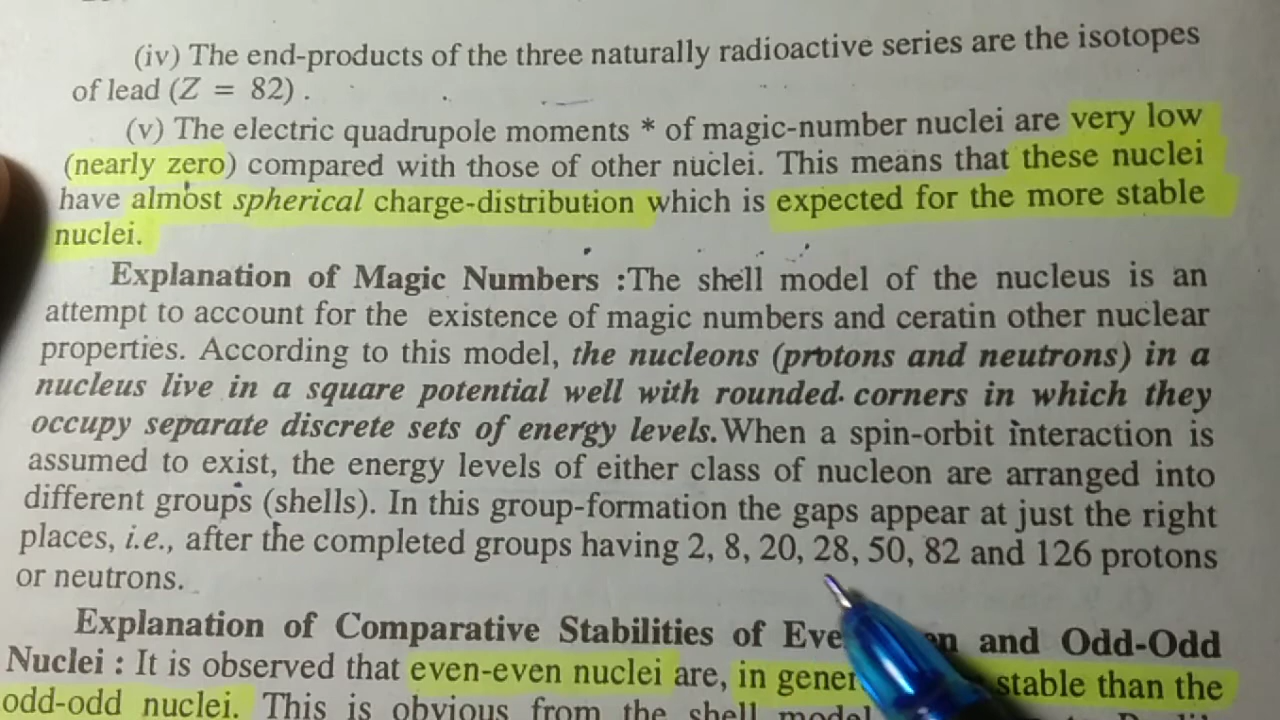 (iv) The end-products of the three naturally radioactive series are the isotopes
of lead (Z = 82) .
(v) The electric quadrupole moments * of magic-number nuclei are very low
(nearly zero) compared with those of other nuclei. This means that these nuclei
have almost spherical charge-distribution which is expected for the more stable
nuclei.
Explanation of Magic Numbers :The shell model of the nucleus is an
attempt to account for the existence of magic numbers and ceratin other nuclear
properties. According to this model, the nucleons (protons and neutrons) in a
nucleus live in a square potential well with rounded corners in which they
occupy separate discrete sets of energy levels. When a spin-orbit interaction is
assumed to exist, the energy levels of either class of nucleon are arranged into
different groups (shells). In this group-formation the gaps appear at just the right
places, i.e., after the completed groups having 2, 8, 20, 28, 50, 82 and 126 protons
or neutrons.
Explanation of Comparative Stabilities of and Odd-Odd
Nuclei : It is observed that even-even nuclei are, in stable than the
odd-odd nuclei. This is obvious from the shell model